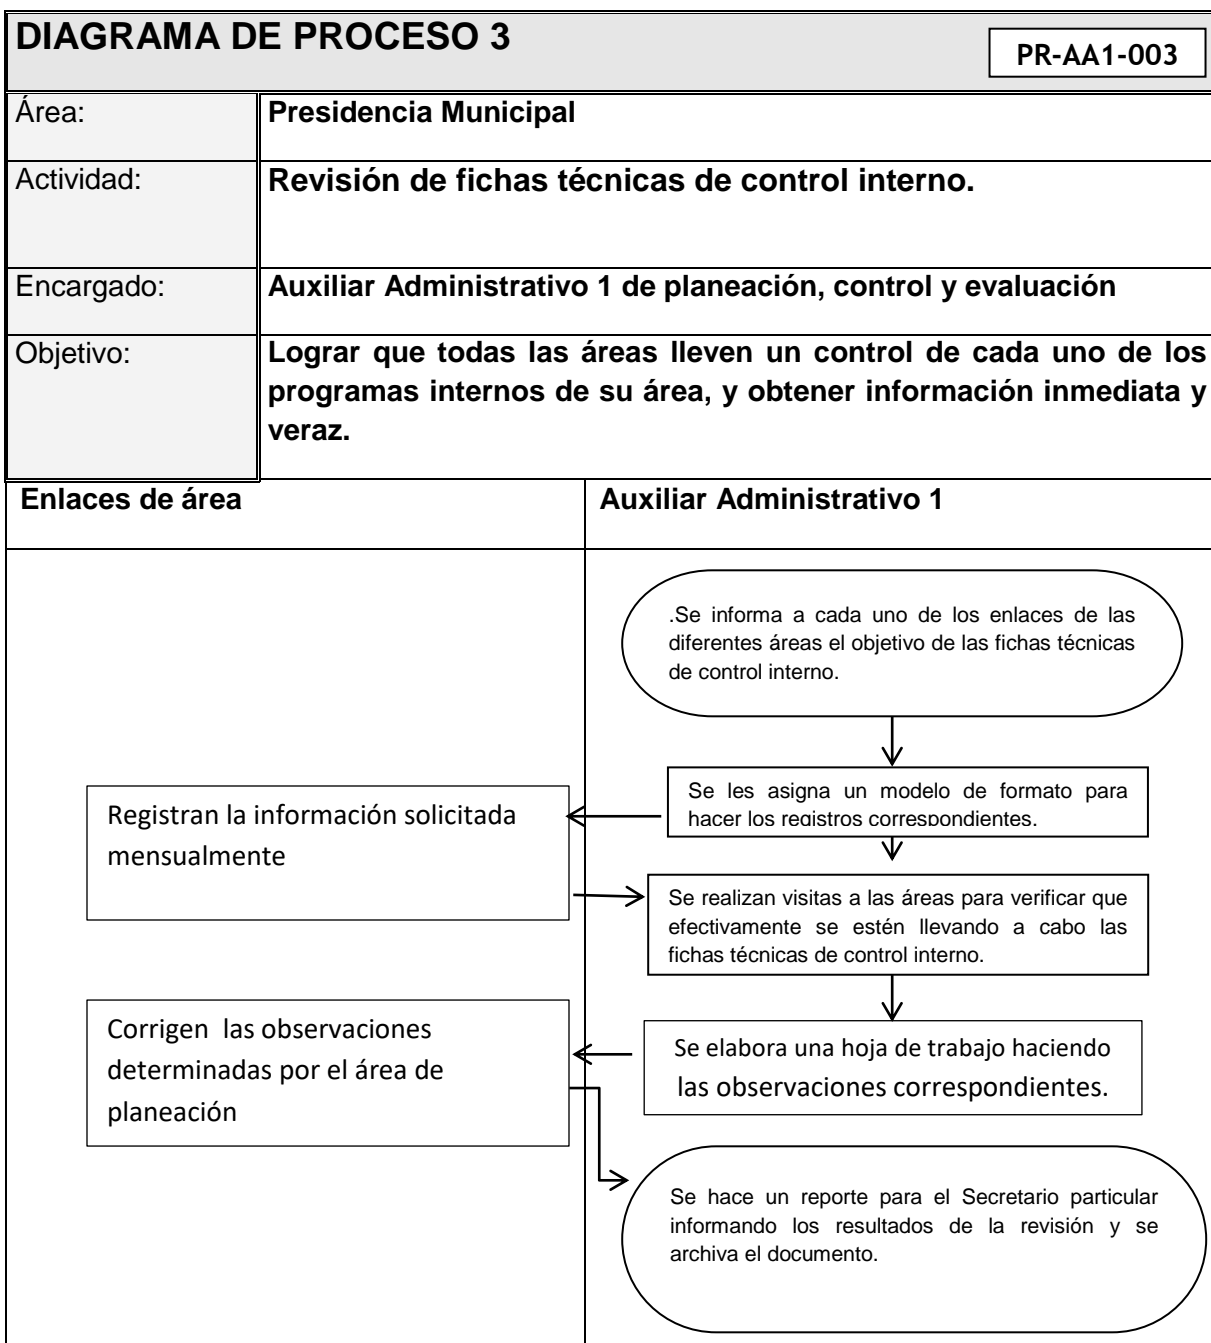 DIAGRAMA DE PROCESO 3
PR-AA1-003
Área:
Presidencia Municipal
Actividad:
Revisión de fichas técnicas de control interno.
Encargado:
Auxiliar Administrativo 1 de planeación, control y evaluación
Objetivo:
Lograr que todas las áreas lleven un control de cada uno de los
programas internos de su área, y obtener información inmediata y
veraz.
Enlaces de área
Auxiliar Administrativo 1
.Se informa a cada uno de los enlaces de las
diferentes áreas el objetivo de las fichas técnicas
de control interno.
Se les asigna un modelo de formato para
hacer los registros correspondientes.
Registran la información solicitada
mensualmente
Se realizan visitas a las áreas para verificar que
efectivamente se estén llevando a cabo las
fichas técnicas de control interno.
Se elabora una hoja de trabajo haciendo
las observaciones correspondientes.
Corrigen  las observaciones
determinadas por el área de
planeación
Se hace un reporte para el Secretario particular
informando los resultados de la revisión y se
archiva el documento.